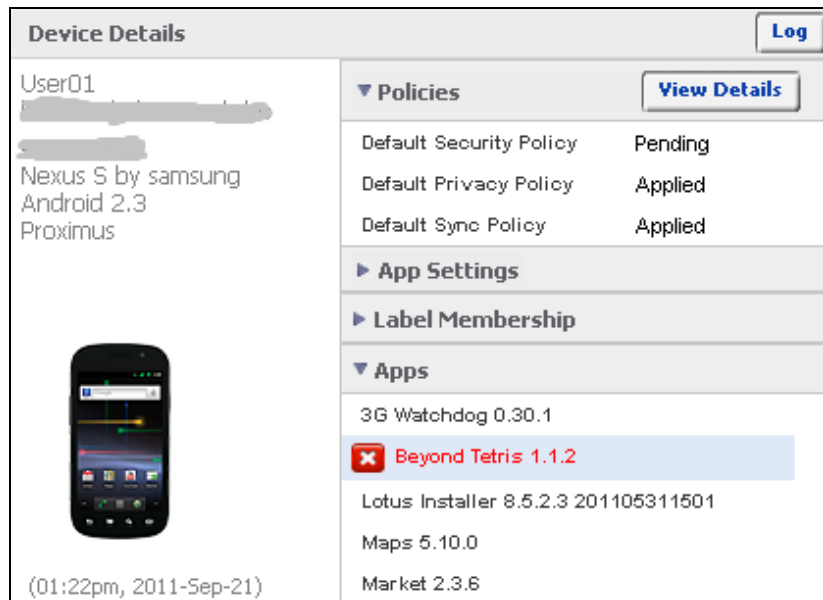 Device Details
Log
User01
Nexus S by samsung
Android 2.3
Proximus
(01:22pm, 2011-Sep-21)
Policies
View Details
Default Security Policy Pending
Default Privacy Policy Applied
Default Sync Policy Applied
App Settings
Label Membership
Apps
3G Watchdog 0.30.1
Beyond Tetris 1.1.2
Lotus Installer 8.5.2.3 201105311501
Maps 5.10.0
Market 2.3.6